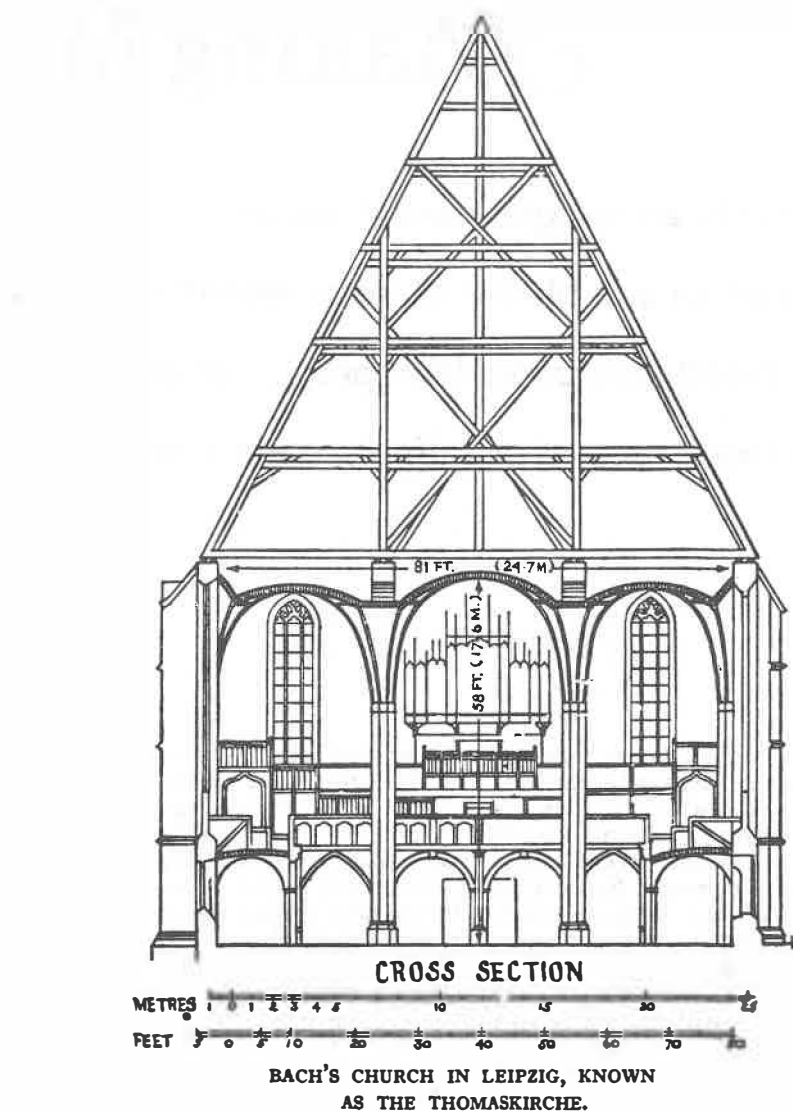 81 FT. (24·7M)
58 FT. (17·6 M.)
CROSS SECTION
METRES 1 0 1 2 3 4 5 10 15 20 25
FEET 5 0 5 10 20 30 40 50 60 70 80
BACH'S CHURCH IN LEIPZIG, KNOWN
AS THE THOMASKIRCHE.